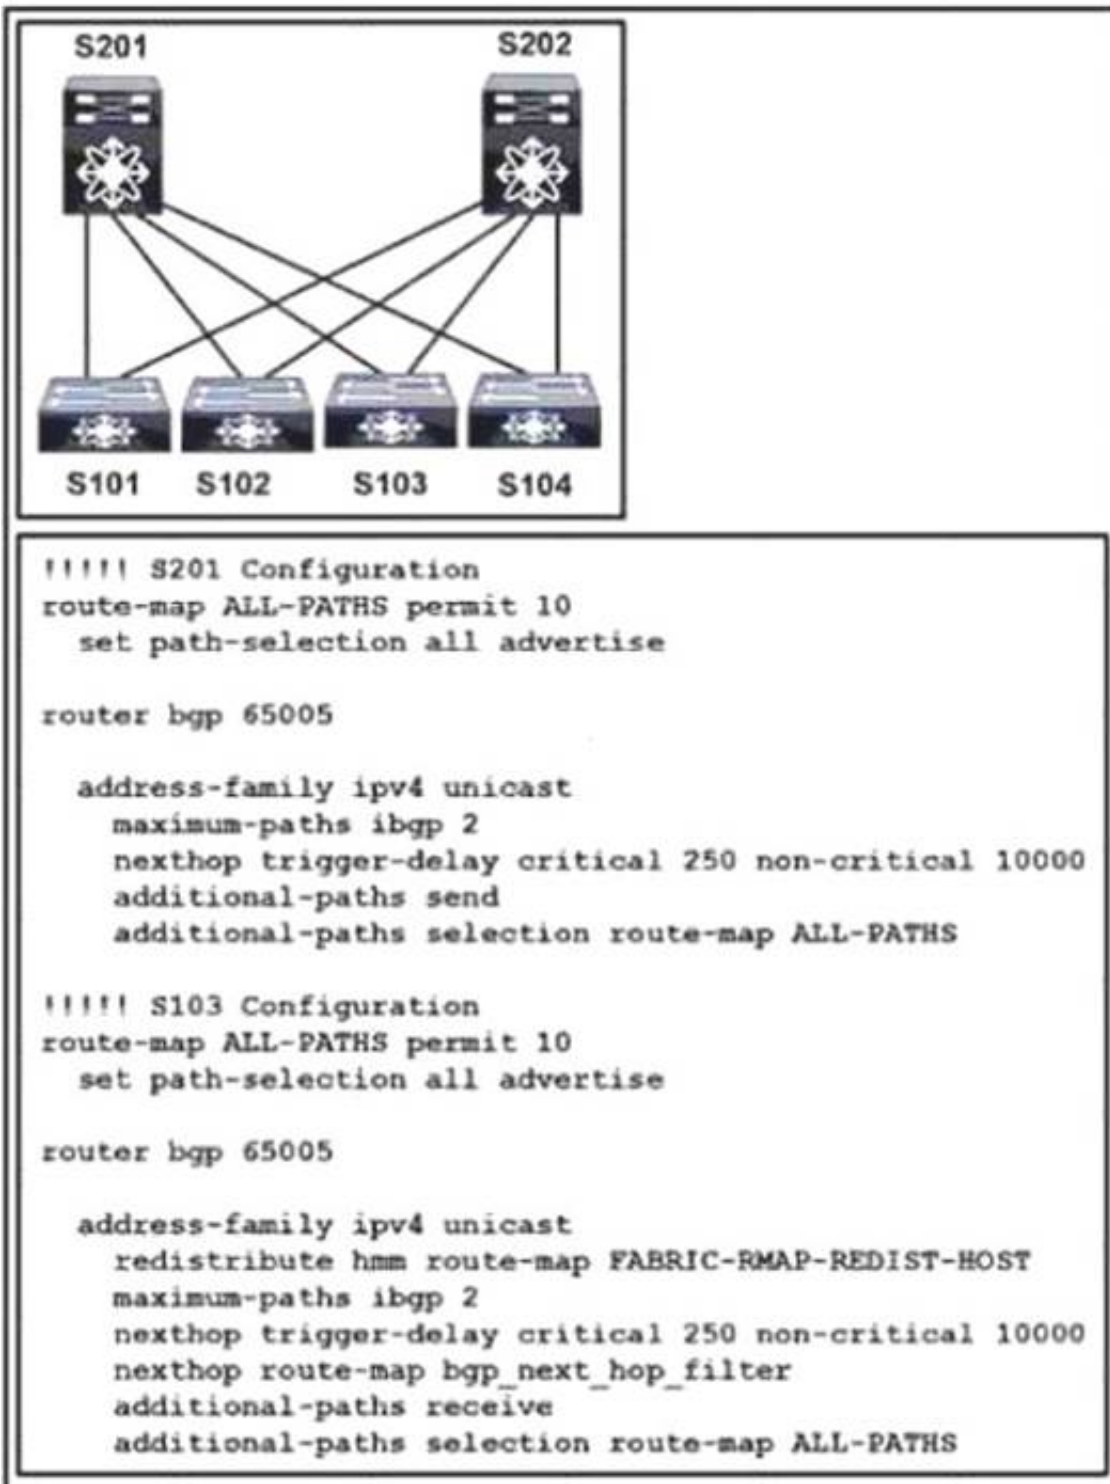 S201 S202
S101 S102 S103 S104
!!!!! S201 Configuration
route-map ALL-PATHS permit 10
set path-selection all advertise
router bgp 65005
address-family ipv4 unicast
maximum-paths ibgp 2
nexthop trigger-delay critical 250 non-critical 10000
additional-paths send
additional-paths selection route-map ALL-PATHS
!!!!! S103 Configuration
route-map ALL-PATHS permit 10
set path-selection all advertise
router bgp 65005
address-family ipv4 unicast
redistribute hmm route-map FABRIC-RMAP-REDIST-HOST
maximum-paths ibgp 2
nexthop trigger-delay critical 250 non-critical 10000
nexthop route-map bgp_next_hop_filter
additional-paths receive
additional-paths selection route-map ALL-PATHS